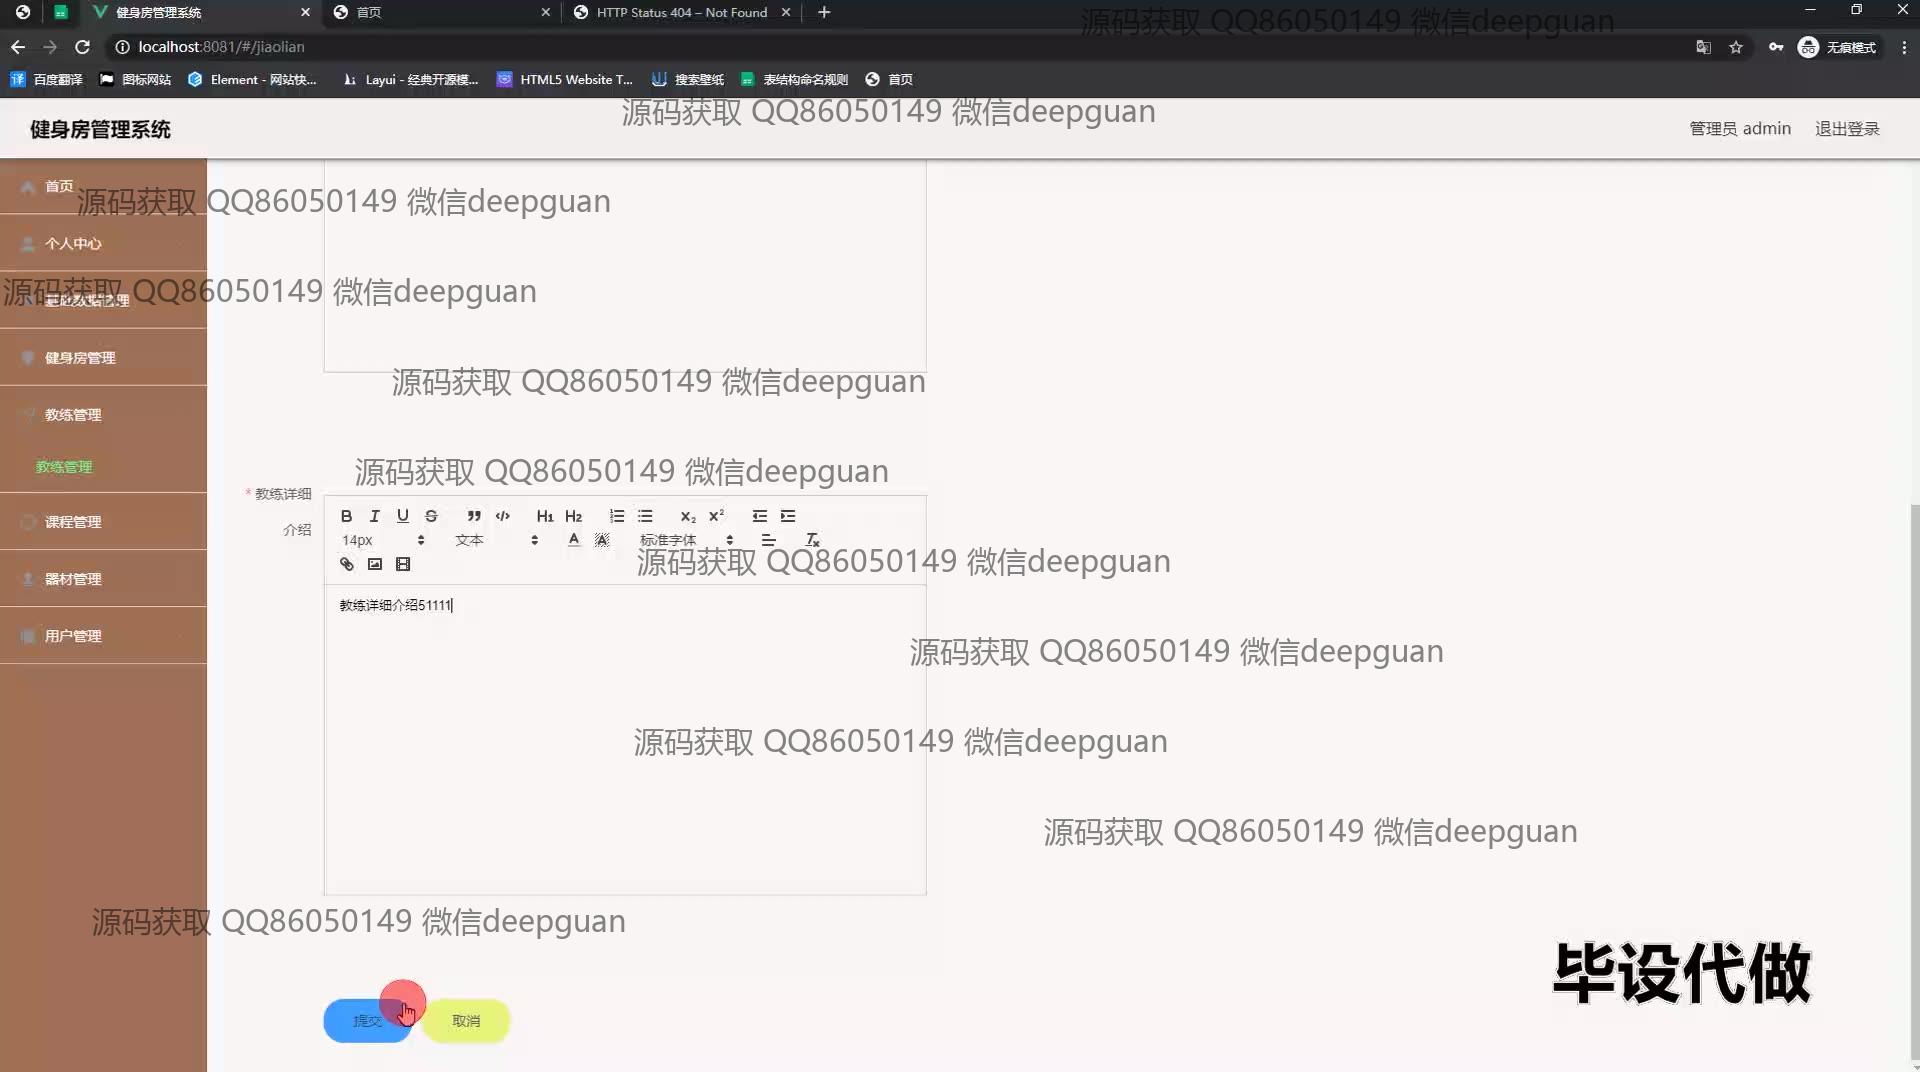 健身房管理系统
首页
HTTP Status 404 – Not Found
源码获取 QQ86050149 微信deepguan
localhost:8081/#/jiaolian
无痕模式
百度翻译
图标网站
Element - 网站快...
Layui - 经典开源模...
HTML5 Website T...
搜索壁纸
表结构命名规则
首页
源码获取 QQ86050149 微信deepguan
健身房管理系统
管理员 admin
退出登录
首页
源码获取 QQ86050149 微信deepguan
个人中心
源码获取 QQ86050149 微信deepguan
基础数据管理
健身房管理
源码获取 QQ86050149 微信deepguan
教练管理
教练管理
源码获取 QQ86050149 微信deepguan
* 教练详细
介绍
14px
文本
标准字体
源码获取 QQ86050149 微信deepguan
课程管理
器材管理
教练详细介绍51111
用户管理
源码获取 QQ86050149 微信deepguan
源码获取 QQ86050149 微信deepguan
源码获取 QQ86050149 微信deepguan
源码获取 QQ86050149 微信deepguan
毕设代做
提交
取消